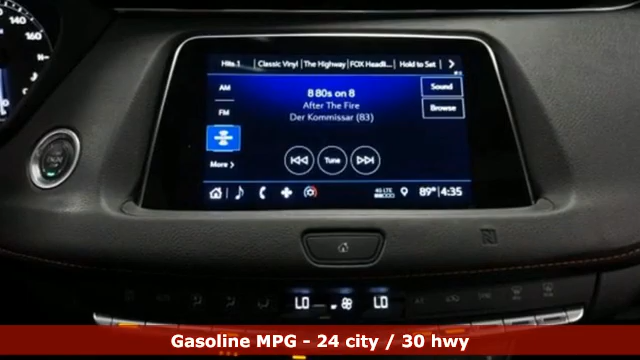 140
160
Hits 1 | Classic Vinyl | The Highway | FOX Headli... | Hold to Set
AM
8 80s on 8
Sound
After The Fire
FM
Browse
Der Kommissar (83)
More >
Tune
4G LTE
89° | 4:35
LO LO
Gasoline MPG - 24 city / 30 hwy